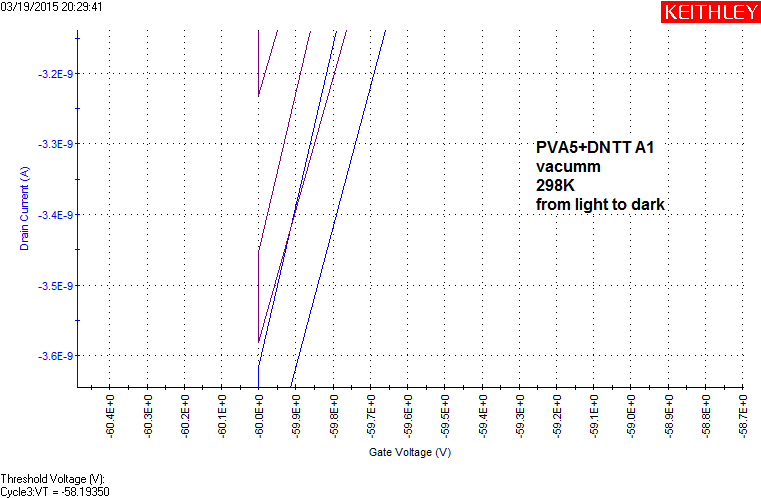 03/19/2015 20:29:41
KEITHLEY
-3.2E-9
-3.3E-9
-3.4E-9
-3.5E-9
-3.6E-9
Drain Current (A)
PVA5+DNTT A1
vacumm
298K
from light to dark
-60.4E+0
-60.3E+0
-60.2E+0
-60.1E+0
-60.0E+0
-59.9E+0
-59.8E+0
-59.7E+0
-59.6E+0
-59.5E+0
-59.4E+0
-59.3E+0
-59.2E+0
-59.1E+0
-59.0E+0
-58.9E+0
-58.8E+0
-58.7E+0
Gate Voltage (V)
Threshold Voltage (V):
Cycle3:VT = -58.19350